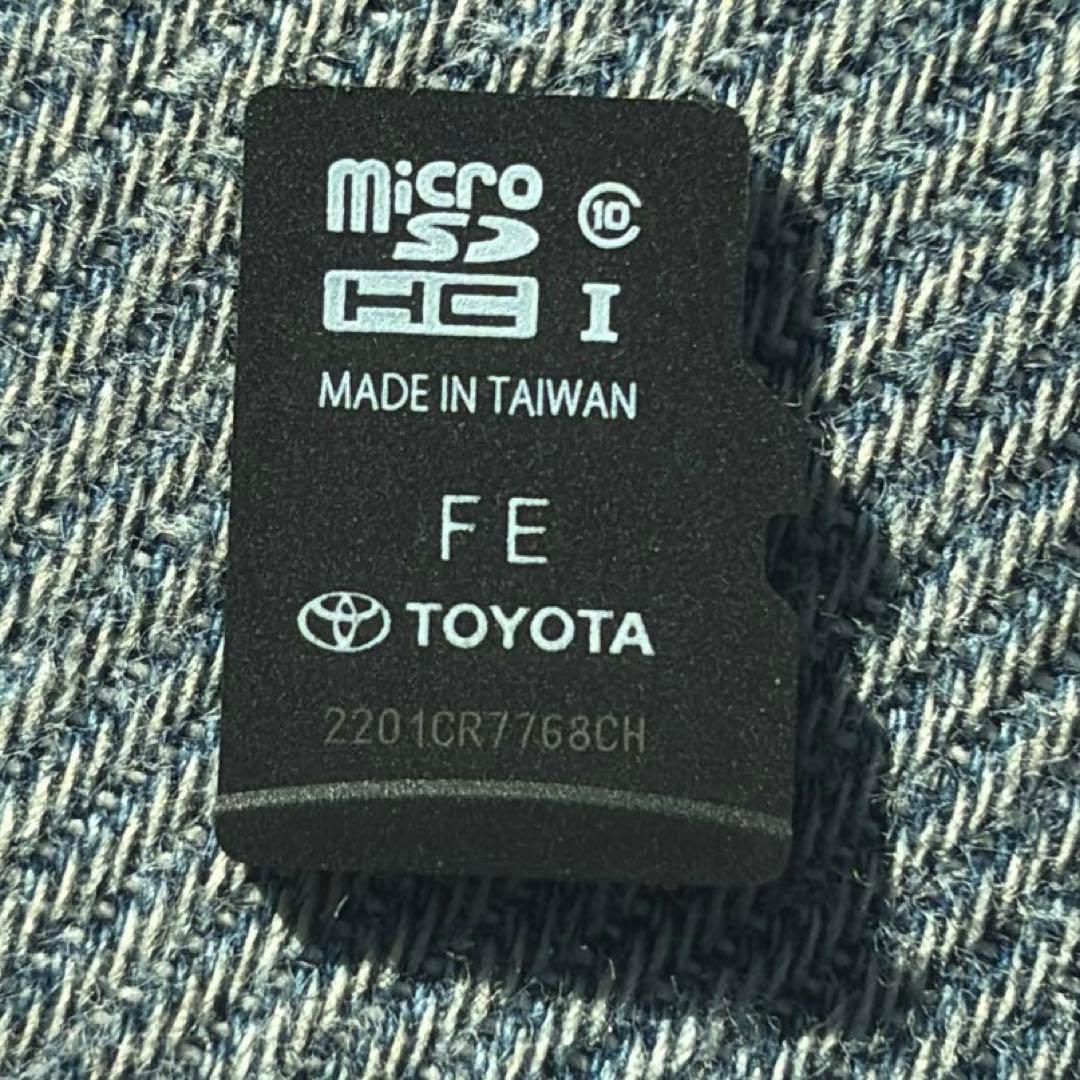 micro
SD
10
HC I
MADE IN TAIWAN
FE
TOYOTA
2201CR7768CH